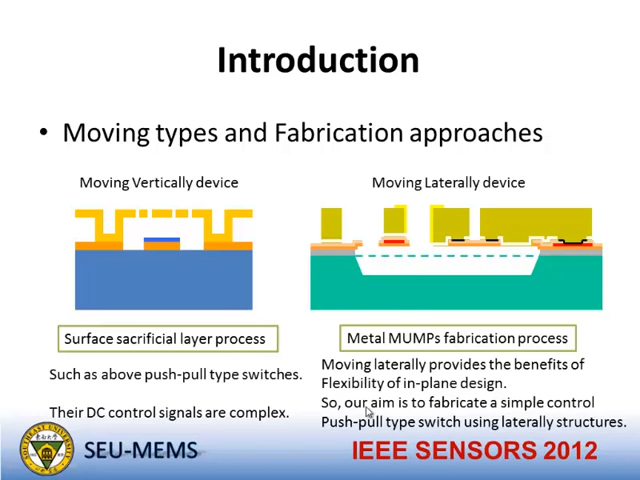 Introduction
• Moving types and Fabrication approaches
Moving Vertically device
Moving Laterally device
Surface sacrificial layer process
Metal MUMPs fabrication process
Such as above push-pull type switches.
Their DC control signals are complex.
Moving laterally provides the benefits of
Flexibility of in-plane design.
So, our aim is to fabricate a simple control
Push-pull type switch using laterally structures.
SEU-MEMS
IEEE SENSORS 2012